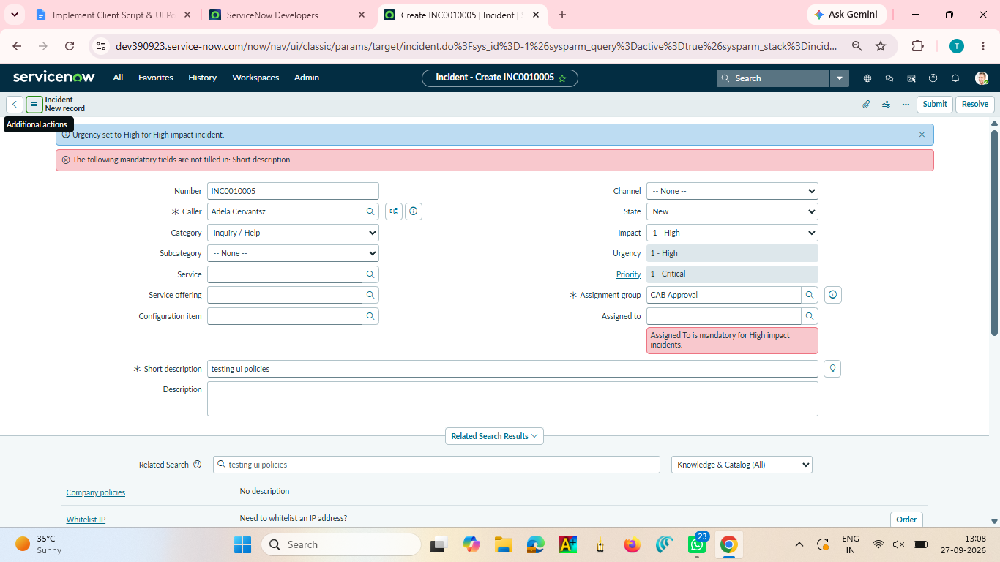 Implement Client Script & UI Po
ServiceNow Developers
Create INC0010005 | Incident | S
Ask Gemini
dev390923.service-now.com/now/nav/ui/classic/params/target/incident.do%3Fsys_id%3D-1%26sysparm_query%3Dactive%3Dtrue%26sysparm_stack%3Dincid...
T
servicenow
All
Favorites
History
Workspaces
Admin
Incident - Create INC0010005
Search
Incident
New record
Submit
Resolve
Additional actions
Urgency set to High for High impact incident.
The following mandatory fields are not filled in: Short description
Number INC0010005
Channel -- None --
Caller Adela Cervantsz
State New
Category Inquiry / Help
Impact 1 - High
Subcategory -- None --
Urgency 1 - High
Service
Priority 1 - Critical
Service offering
Assignment group CAB Approval
Configuration item
Assigned to
Assigned To is mandatory for High impact
incidents.
Short description testing ui policies
Description
Related Search Results
Related Search testing ui policies
Knowledge & Catalog (All)
Company policies No description
Whitelist IP Need to whitelist an IP address?
Order
35°C
Sunny
Search
23
ENG
IN
13:08
27-09-2026